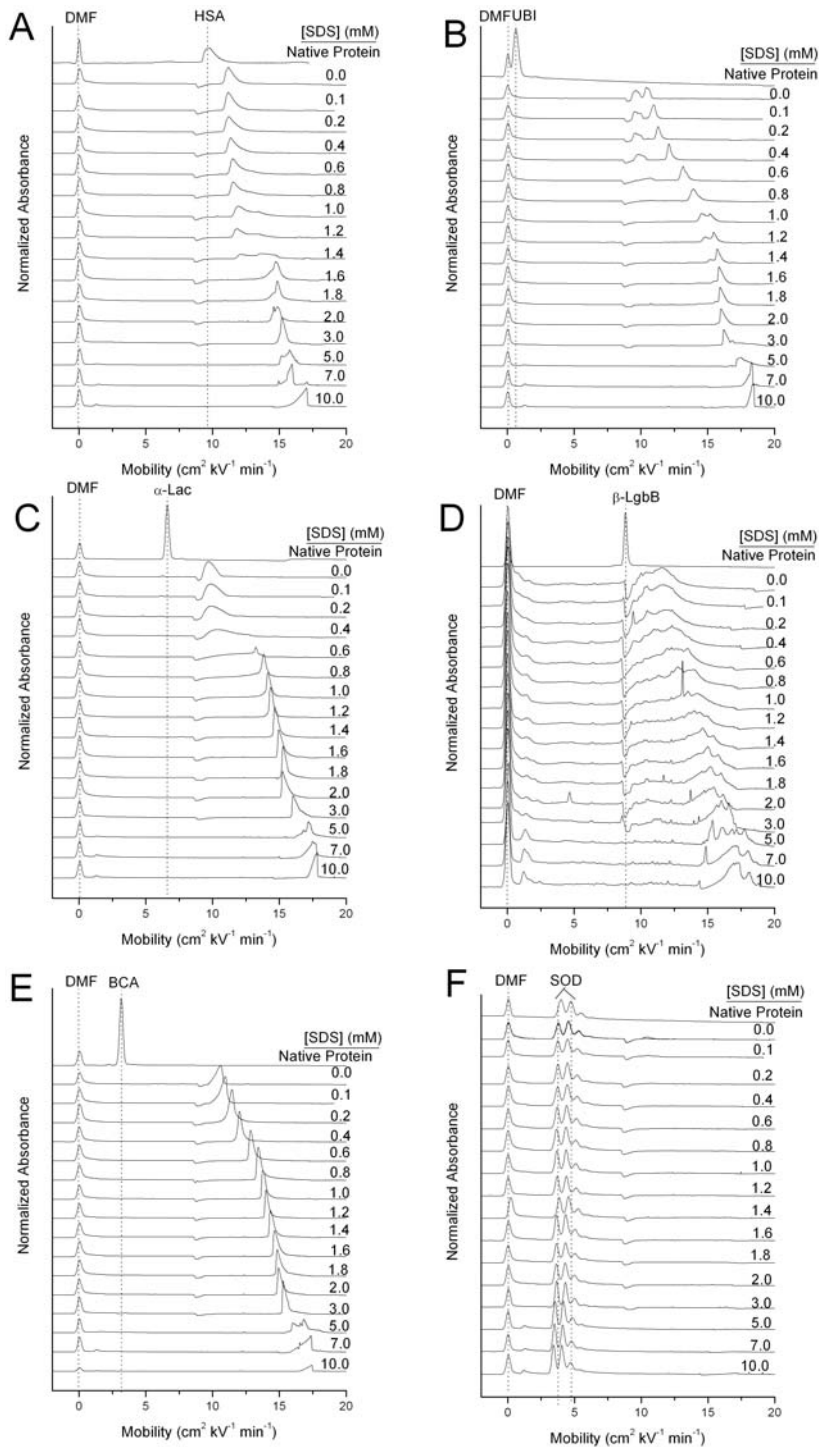 A
DMF
HSA
[SDS] (mM)
Native Protein
0.0
0.1
0.2
0.4
0.6
0.8
1.0
1.2
1.4
1.6
1.8
2.0
3.0
5.0
7.0
10.0
Normalized Absorbance
0 5 10 15 20
Mobility (cm² kV⁻¹ min⁻¹)
B
DMF UBI
[SDS] (mM)
Native Protein
0.0
0.1
0.2
0.4
0.6
0.8
1.0
1.2
1.4
1.6
1.8
2.0
3.0
5.0
7.0
10.0
Normalized Absorbance
0 5 10 15 20
Mobility (cm² kV⁻¹ min⁻¹)
C
DMF
α-Lac
[SDS] (mM)
Native Protein
0.0
0.1
0.2
0.4
0.6
0.8
1.0
1.2
1.4
1.6
1.8
2.0
3.0
5.0
7.0
10.0
Normalized Absorbance
0 5 10 15 20
Mobility (cm² kV⁻¹ min⁻¹)
D
DMF
β-LgbB
[SDS] (mM)
Native Protein
0.0
0.1
0.2
0.4
0.6
0.8
1.0
1.2
1.4
1.6
1.8
2.0
3.0
5.0
7.0
10.0
Normalized Absorbance
0 5 10 15 20
Mobility (cm² kV⁻¹ min⁻¹)
E
DMF
BCA
[SDS] (mM)
Native Protein
0.0
0.1
0.2
0.4
0.6
0.8
1.0
1.2
1.4
1.6
1.8
2.0
3.0
5.0
7.0
10.0
Normalized Absorbance
0 5 10 15 20
Mobility (cm² kV⁻¹ min⁻¹)
F
DMF
SOD
[SDS] (mM)
Native Protein
0.0
0.1
0.2
0.4
0.6
0.8
1.0
1.2
1.4
1.6
1.8
2.0
3.0
5.0
7.0
10.0
Normalized Absorbance
0 5 10 15 20
Mobility (cm² kV⁻¹ min⁻¹)